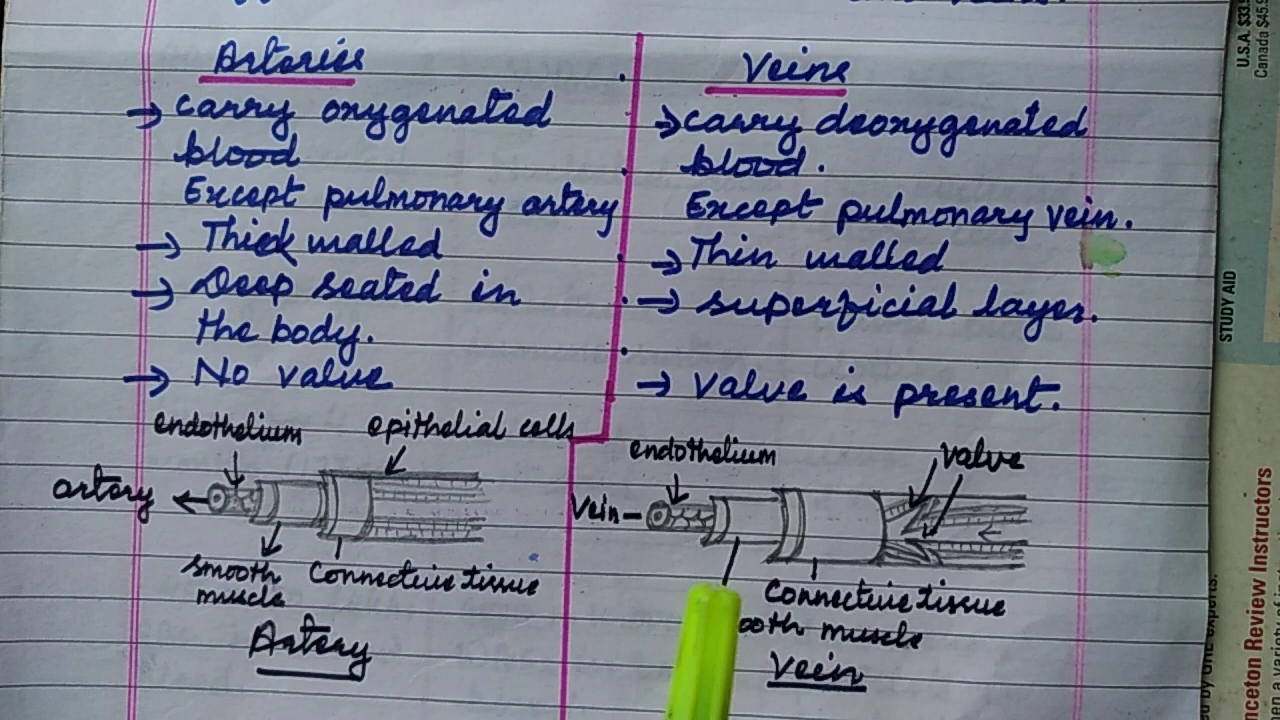 Arteries
→ carry oxygenated
blood
Except pulmonary artery
→ Thick walled
→ Deep seated in
the body.
→ No valve
endothelium
epithelial cells
artery
smooth
muscle
Connective tissue
Artery
Veins
→ carry deoxygenated
blood.
Except pulmonary vein.
→ Thin walled
→ superficial layer.
→ valve is present.
endothelium
valve
Vein
Connective tissue
ooth muscle
Vein
U.S.A. $33.
Canada $45.
STUDY AID
nceton Review Instructors